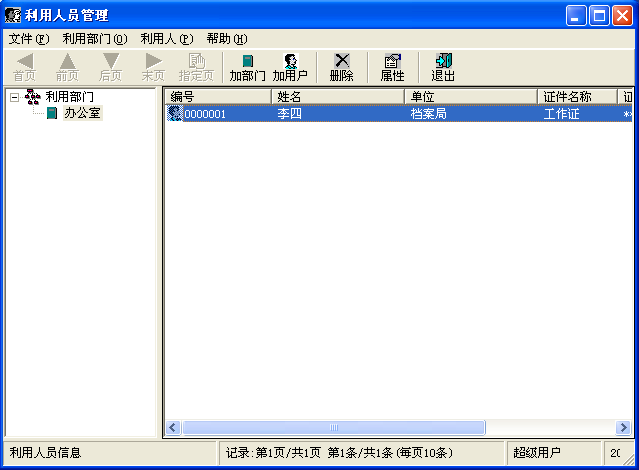 利用人员管理
文件(F) 利用部门(O) 利用人(P) 帮助(H)
首页 前页 后页 末页 指定页 加部门 加用户 删除 属性 退出
利用部门
办公室
编号 姓名 单位 证件名称 证
0000001 李四 档案局 工作证 **
利用人员信息 记录:第1页/共1页 第1条/共1条(每页10条) 超级用户 20